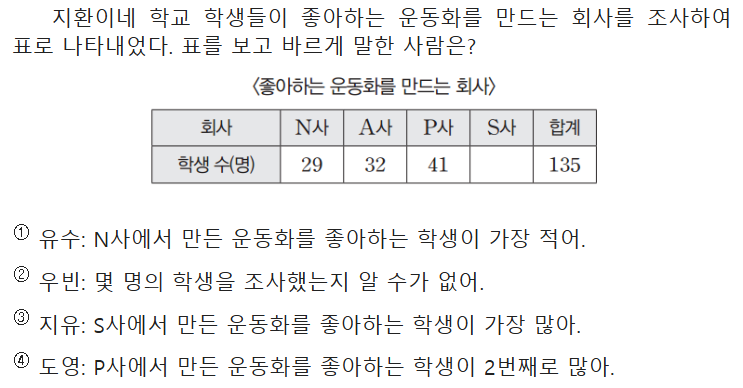 지환이네 학교 학생들이 좋아하는 운동화를 만드는 회사를 조사하여
표로 나타내었다. 표를 보고 바르게 말한 사람은?
<좋아하는 운동화를 만드는 회사>
회사 N사 A사 P사 S사 합계
학생 수(명) 29 32 41 135
① 유수: N사에서 만든 운동화를 좋아하는 학생이 가장 적어.
② 우빈: 몇 명의 학생을 조사했는지 알 수가 없어.
③ 지유: S사에서 만든 운동화를 좋아하는 학생이 가장 많아.
④ 도영: P사에서 만든 운동화를 좋아하는 학생이 2번째로 많아.